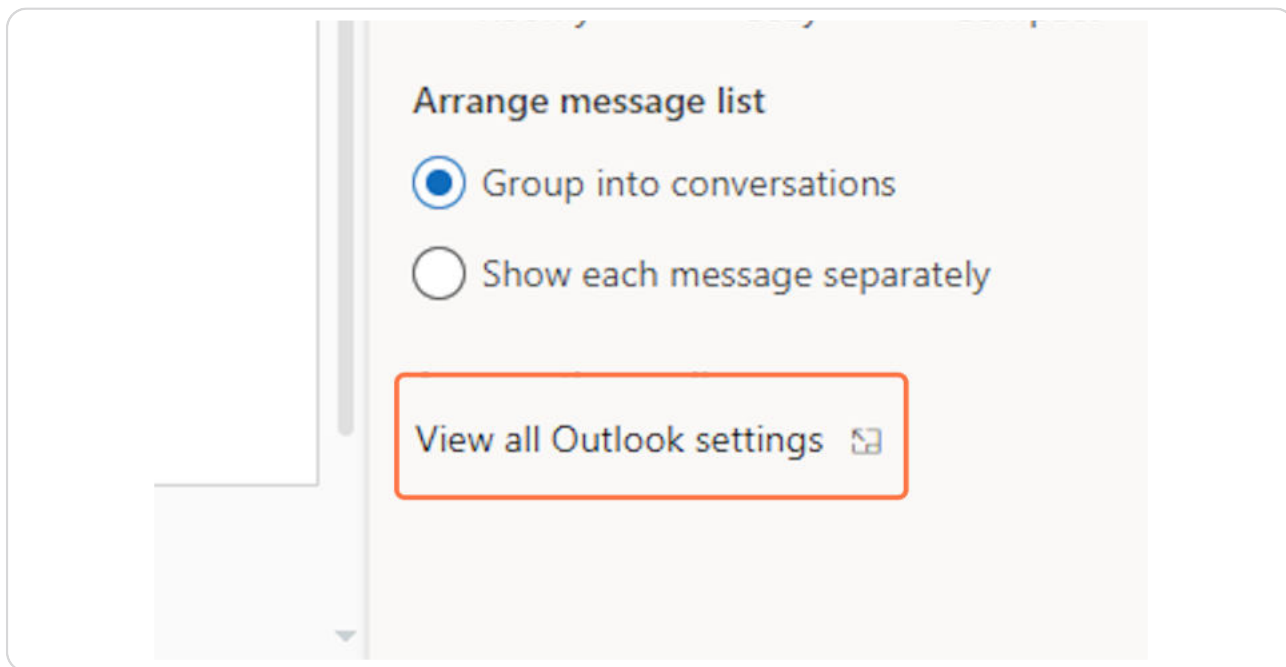 Arrange message list
Group into conversations
Show each message separately
View all Outlook settings